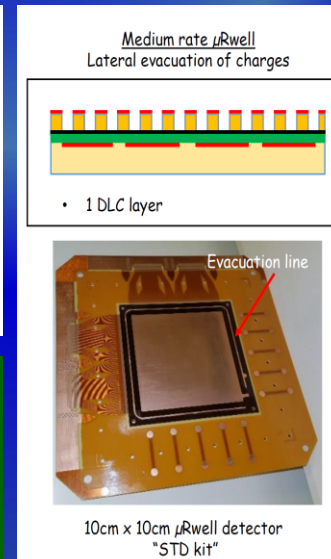 Medium rate μRwell
Lateral evacuation of charges
• 1 DLC layer
Evacuation line
10cm x 10cm μRwell detector
"STD kit"